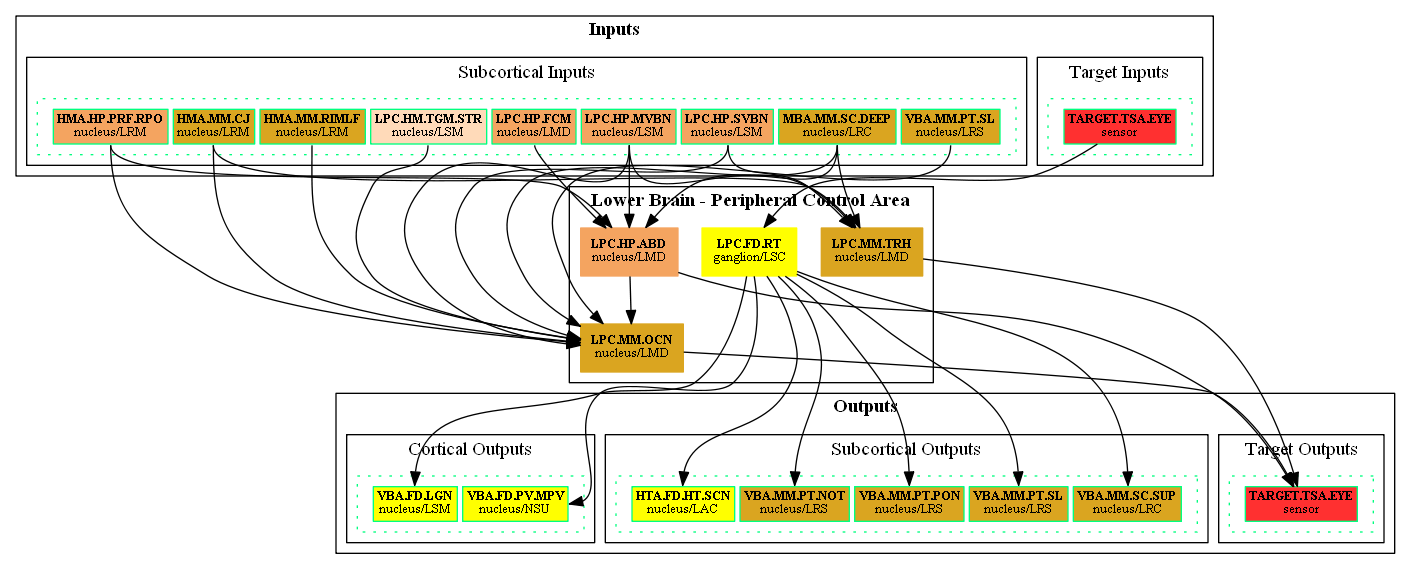 Inputs
Subcortical Inputs
Target Inputs
HMA.HP.PRF.RPO
nucleus/LRM
HMA.MM.CJ
nucleus/LRM
HMA.MM.RIMLF
nucleus/LRM
LPC.HM.TGM.STR
nucleus/LSM
LPC.HP.FCM
nucleus/LMD
LPC.HP.MVBN
nucleus/LSM
LPC.HP.SVBN
nucleus/LSM
MBA.MM.SC.DEEP
nucleus/LRC
VBA.MM.PT.SL
nucleus/LRS
TARGET.TSA.EYE
sensor
Lower Brain - Peripheral Control Area
LPC.HP.ABD
nucleus/LMD
LPC.FD.RT
ganglion/LSC
LPC.MM.TRH
nucleus/LMD
LPC.MM.OCN
nucleus/LMD
Outputs
Cortical Outputs
Subcortical Outputs
Target Outputs
VBA.FD.LGN
nucleus/LSM
VBA.FD.PV.MPV
nucleus/NSU
HTA.FD.HT.SCN
nucleus/LAC
VBA.MM.PT.NOT
nucleus/LRS
VBA.MM.PT.PON
nucleus/LRS
VBA.MM.PT.SL
nucleus/LRS
VBA.MM.SC.SUP
nucleus/LRC
TARGET.TSA.EYE
sensor